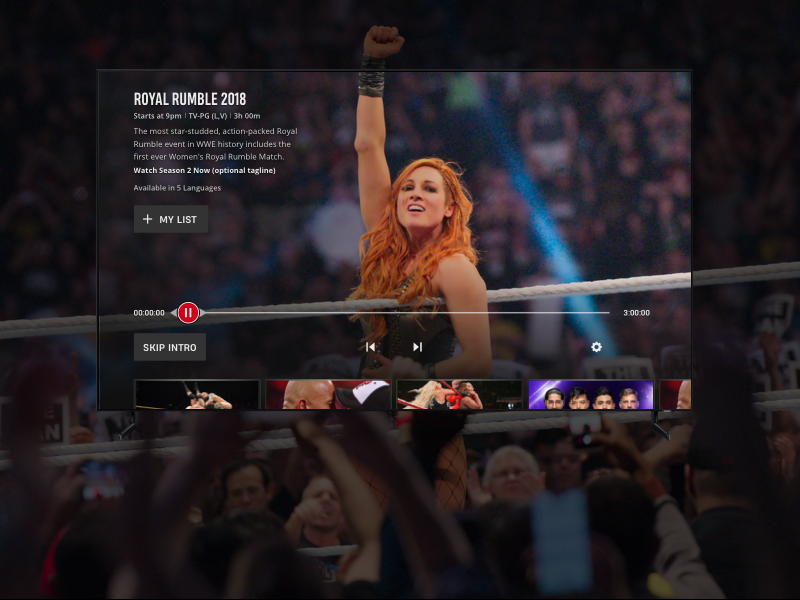 ROYAL RUMBLE 2018
Starts at 9pm | TV-PG (L,V) | 3h 00m
The most star-studded, action-packed Royal
Rumble event in WWE history includes the
first ever Women's Royal Rumble Match.
Watch Season 2 Now (optional tagline)
Available in 5 Languages
+ MY LIST
00:00:00
3:00:00
SKIP INTRO